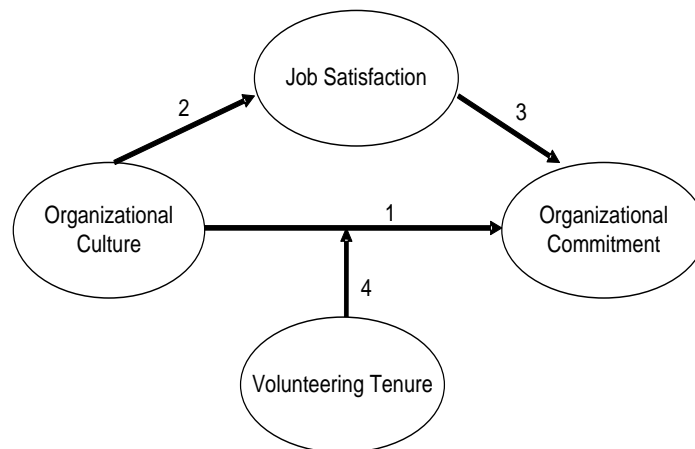 Job Satisfaction
2
3
Organizational
Culture
1
Organizational
Commitment
4
Volunteering Tenure